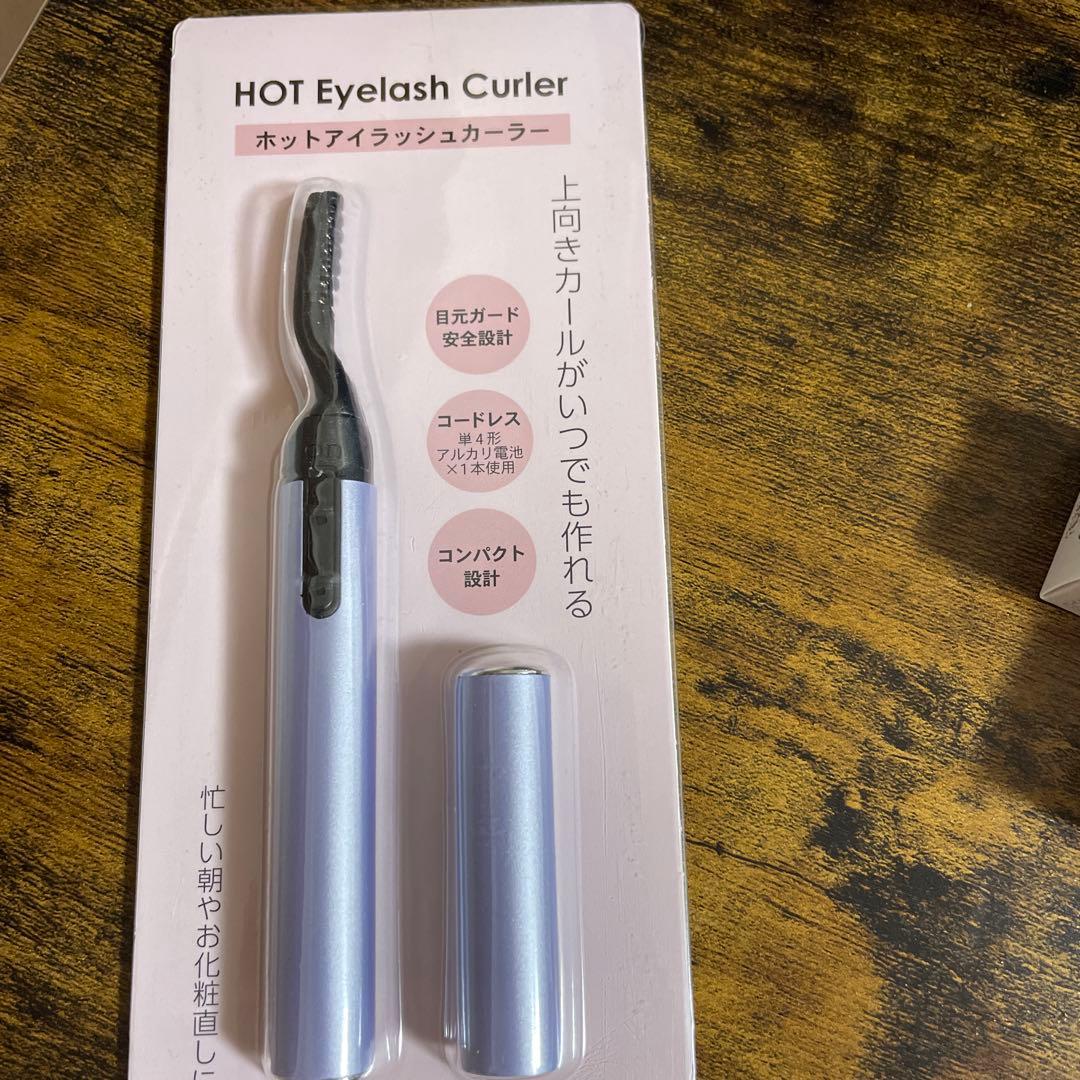 HOT Eyelash Curler
ホットアイラッシュカーラー
上向きカールがいつでも作れる
目元ガード
安全設計
コードレス
単4形
アルカリ電池
×1本使用
コンパクト
設計
忙しい朝やお化粧直しに
on